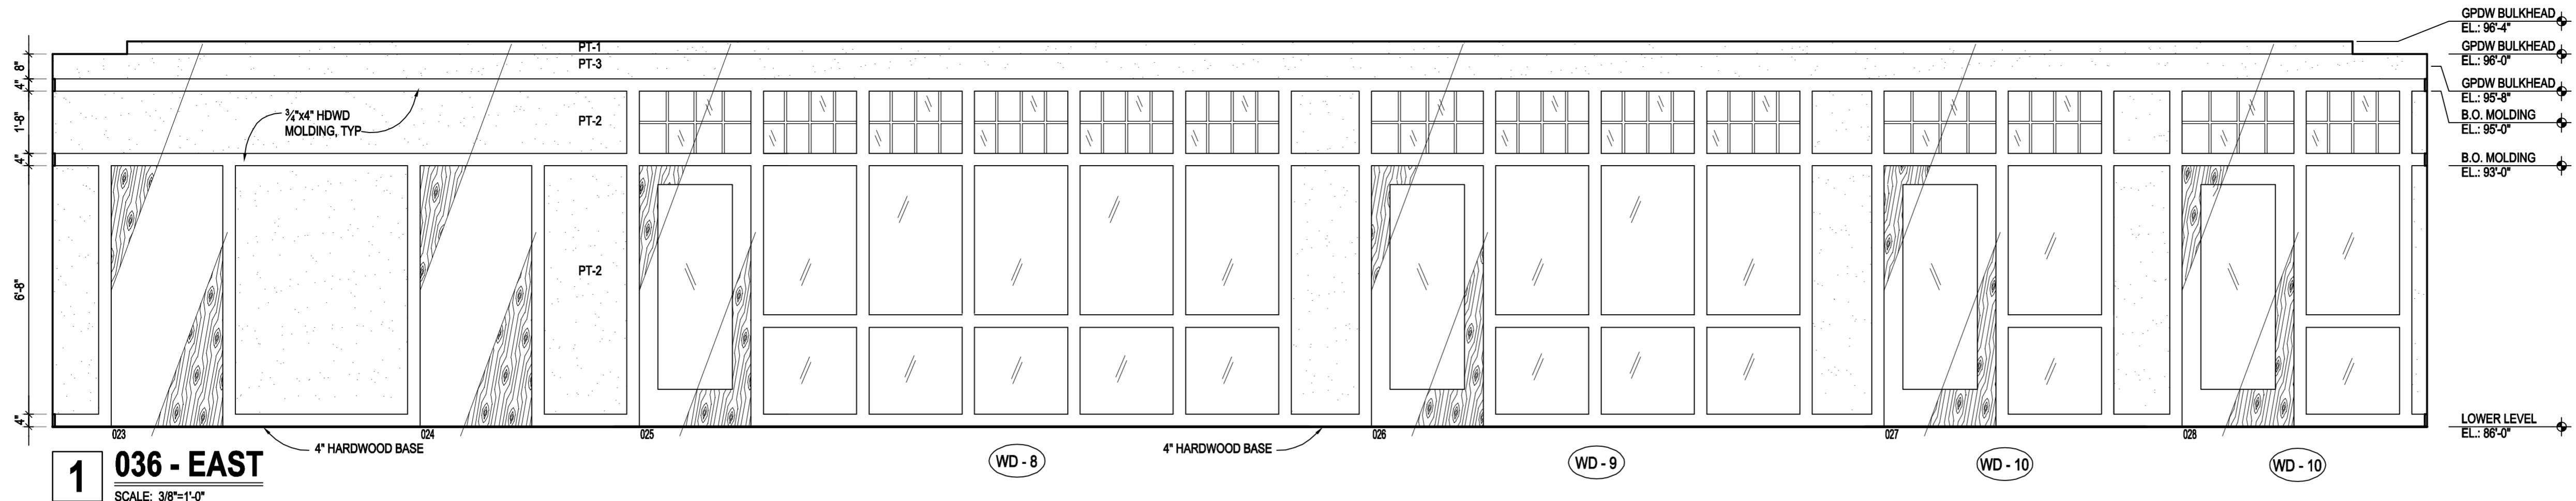 GPDW BULKHEAD
EL.: 96'-4"
GPDW BULKHEAD
EL.: 96'-0"
GPDW BULKHEAD
EL.: 95'-8"
B.O. MOLDING
EL.: 95'-0"
B.O. MOLDING
EL.: 93'-0"
LOWER LEVEL
EL.: 86'-0"
8"
4"
1'-8"
4"
6'-8"
4"
PT-1
PT-3
¾"x4" HDWD
MOLDING, TYP
PT-2
PT-2
023
024
025
026
027
028
4" HARDWOOD BASE
4" HARDWOOD BASE
WD - 8
WD - 9
WD - 10
WD - 10
1
036 - EAST
SCALE: 3/8"=1'-0"